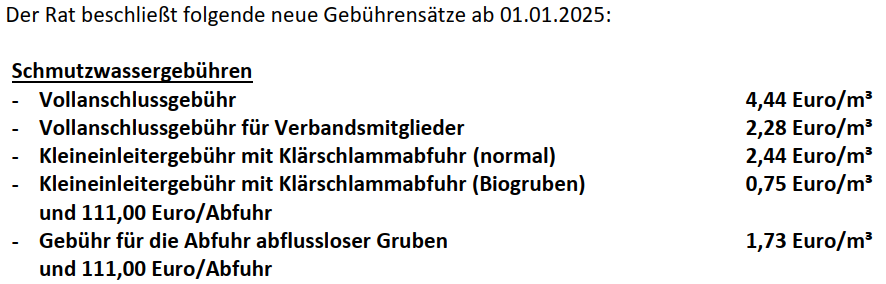 Der Rat beschließt folgende neue Gebührensätze ab 01.01.2025:
Schmutzwassergebühren
- Vollanschlussgebühr 4,44 Euro/m³
- Vollanschlussgebühr für Verbandsmitglieder 2,28 Euro/m³
- Kleineinleitergebühr mit Klärschlammabfuhr (normal) 2,44 Euro/m³
- Kleineinleitergebühr mit Klärschlammabfuhr (Biogruben) 0,75 Euro/m³
und 111,00 Euro/Abfuhr
- Gebühr für die Abfuhr abflussloser Gruben 1,73 Euro/m³
und 111,00 Euro/Abfuhr